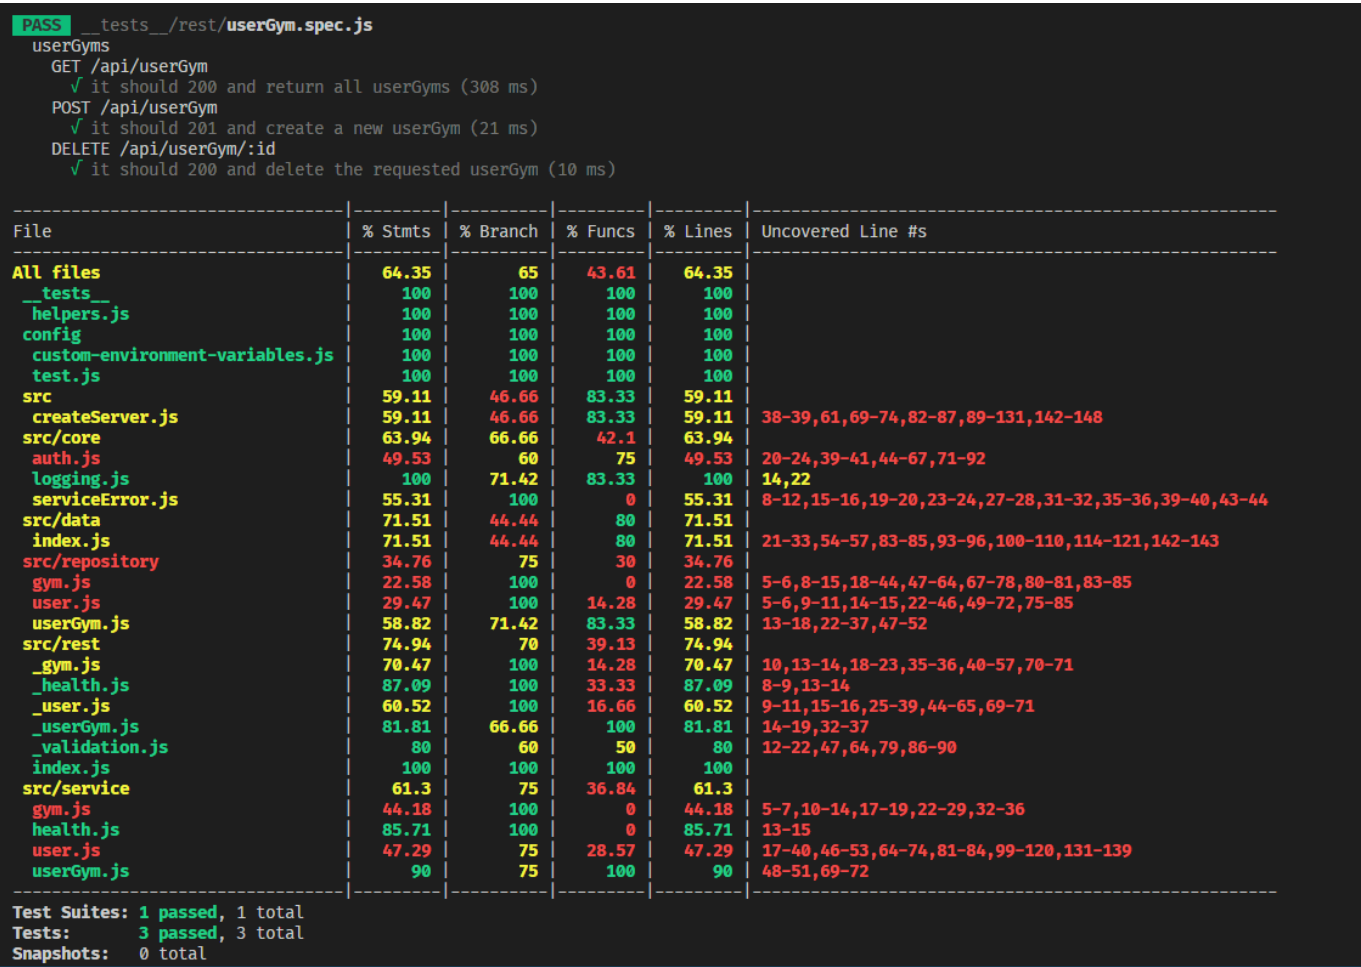 PASS __tests__/rest/userGym.spec.js
userGyms
GET /api/userGym
√ it should 200 and return all userGyms (308 ms)
POST /api/userGym
√ it should 201 and create a new userGym (21 ms)
DELETE /api/userGym/:id
√ it should 200 and delete the requested userGym (10 ms)
File | % Stmts | % Branch | % Funcs | % Lines | Uncovered Line #s
All files | 64.35 | 65 | 43.61 | 64.35 |
__tests__ | 100 | 100 | 100 | 100 |
helpers.js | 100 | 100 | 100 | 100 |
config | 100 | 100 | 100 | 100 |
custom-environment-variables.js | 100 | 100 | 100 | 100 |
test.js | 100 | 100 | 100 | 100 |
src | 59.11 | 46.66 | 83.33 | 59.11 |
createServer.js | 59.11 | 46.66 | 83.33 | 59.11 | 38-39,61,69-74,82-87,89-131,142-148
src/core | 63.94 | 66.66 | 42.1 | 63.94 |
auth.js | 49.53 | 60 | 75 | 49.53 | 20-24,39-41,44-67,71-92
logging.js | 100 | 71.42 | 83.33 | 100 | 14,22
serviceError.js | 55.31 | 100 | 0 | 55.31 | 8-12,15-16,19-20,23-24,27-28,31-32,35-36,39-40,43-44
src/data | 71.51 | 44.44 | 80 | 71.51 |
index.js | 71.51 | 44.44 | 80 | 71.51 | 21-33,54-57,83-85,93-96,100-110,114-121,142-143
src/repository | 34.76 | 75 | 30 | 34.76 |
gym.js | 22.58 | 100 | 0 | 22.58 | 5-6,8-15,18-44,47-64,67-78,80-81,83-85
user.js | 29.47 | 100 | 14.28 | 29.47 | 5-6,9-11,14-15,22-46,49-72,75-85
userGym.js | 58.82 | 71.42 | 83.33 | 58.82 | 13-18,22-37,47-52
src/rest | 74.94 | 70 | 39.13 | 74.94 |
_gym.js | 70.47 | 100 | 14.28 | 70.47 | 10,13-14,18-23,35-36,40-57,70-71
_health.js | 87.09 | 100 | 33.33 | 87.09 | 8-9,13-14
_user.js | 60.52 | 100 | 16.66 | 60.52 | 9-11,15-16,25-39,44-65,69-71
_userGym.js | 81.81 | 66.66 | 100 | 81.81 | 14-19,32-37
_validation.js | 80 | 60 | 50 | 80 | 12-22,47,64,79,86-90
index.js | 100 | 100 | 100 | 100 |
src/service | 61.3 | 75 | 36.84 | 61.3 |
gym.js | 44.18 | 100 | 0 | 44.18 | 5-7,10-14,17-19,22-29,32-36
health.js | 85.71 | 100 | 0 | 85.71 | 13-15
user.js | 47.29 | 75 | 28.57 | 47.29 | 17-40,46-53,64-74,81-84,99-120,131-139
userGym.js | 90 | 75 | 100 | 90 | 48-51,69-72
Test Suites: 1 passed, 1 total
Tests: 3 passed, 3 total
Snapshots: 0 total